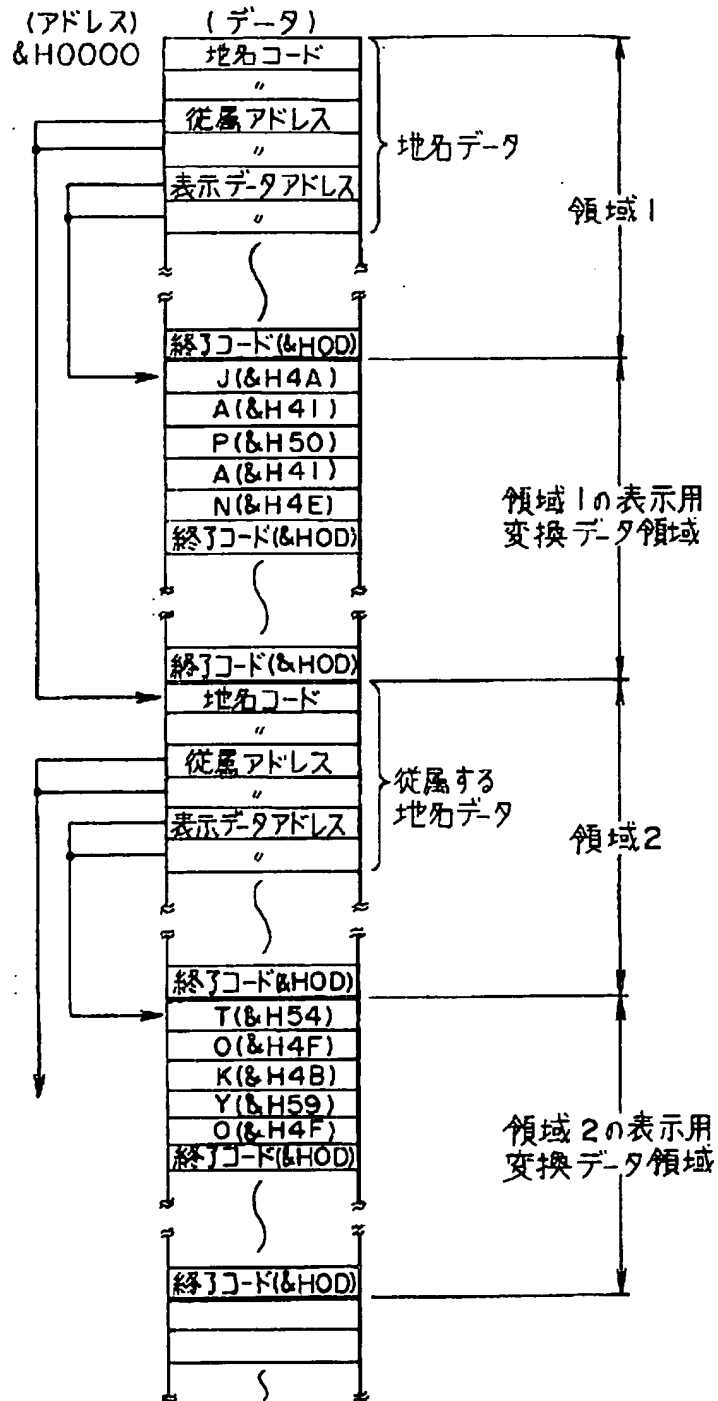 (アドレス)
(データ)
&H0000
地名コード
〃
従属アドレス
〃
表示データアドレス
〃
地名データ
領域1
終了コード(&H0D)
J(&H4A)
A(&H41)
P(&H50)
A(&H41)
N(&H4E)
終了コード(&H0D)
領域1の表示用
変換データ領域
終了コード(&H0D)
地名コード
〃
従属アドレス
〃
表示データアドレス
〃
従属する
地名データ
領域2
終了コード(&H0D)
T(&H54)
O(&H4F)
K(&H4B)
Y(&H59)
O(&H4F)
終了コード(&H0D)
領域2の表示用
変換データ領域
終了コード(&H0D)